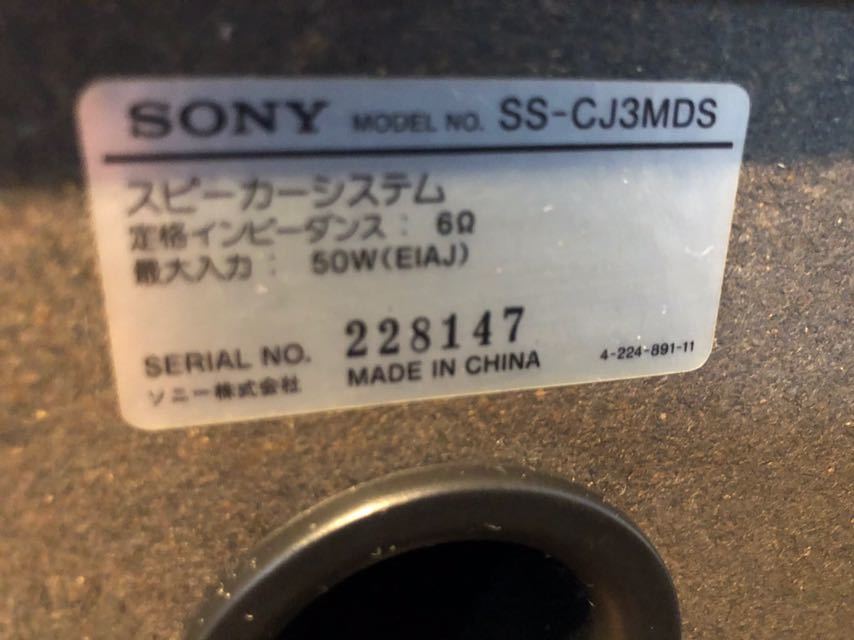 SONY MODEL NO. SS-CJ3MDS
スピーカーシステム
定格インピーダンス： 6Ω
最大入力： 50W(EIAJ)
SERIAL NO. 228147
ソニー株式会社 MADE IN CHINA 4-224-891-11